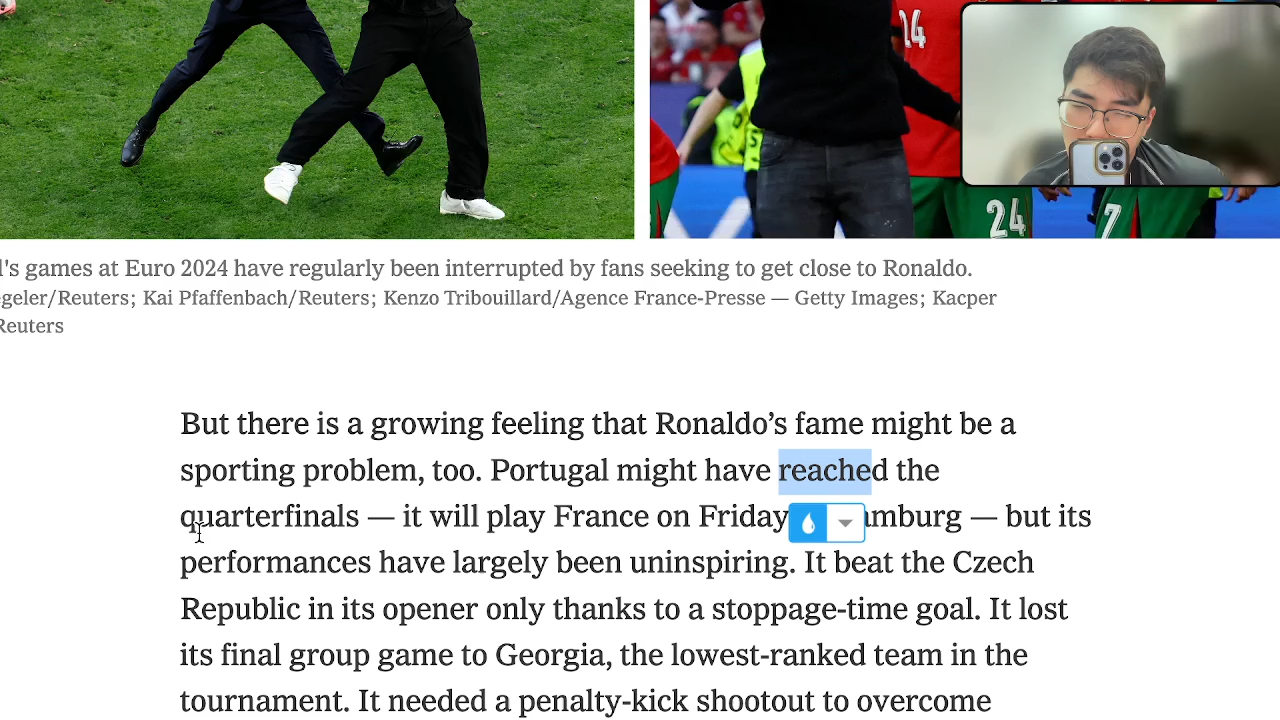 24
24
7
l's games at Euro 2024 have regularly been interrupted by fans seeking to get close to Ronaldo.
geler/Reuters; Kai Pfaffenbach/Reuters; Kenzo Tribouillard/Agence France-Presse — Getty Images; Kacper
Reuters
But there is a growing feeling that Ronaldo’s fame might be a
sporting problem, too. Portugal might have reached the
quarterfinals — it will play France on Friday amburg — but its
performances have largely been uninspiring. It beat the Czech
Republic in its opener only thanks to a stoppage-time goal. It lost
its final group game to Georgia, the lowest-ranked team in the
tournament. It needed a penalty-kick shootout to overcome